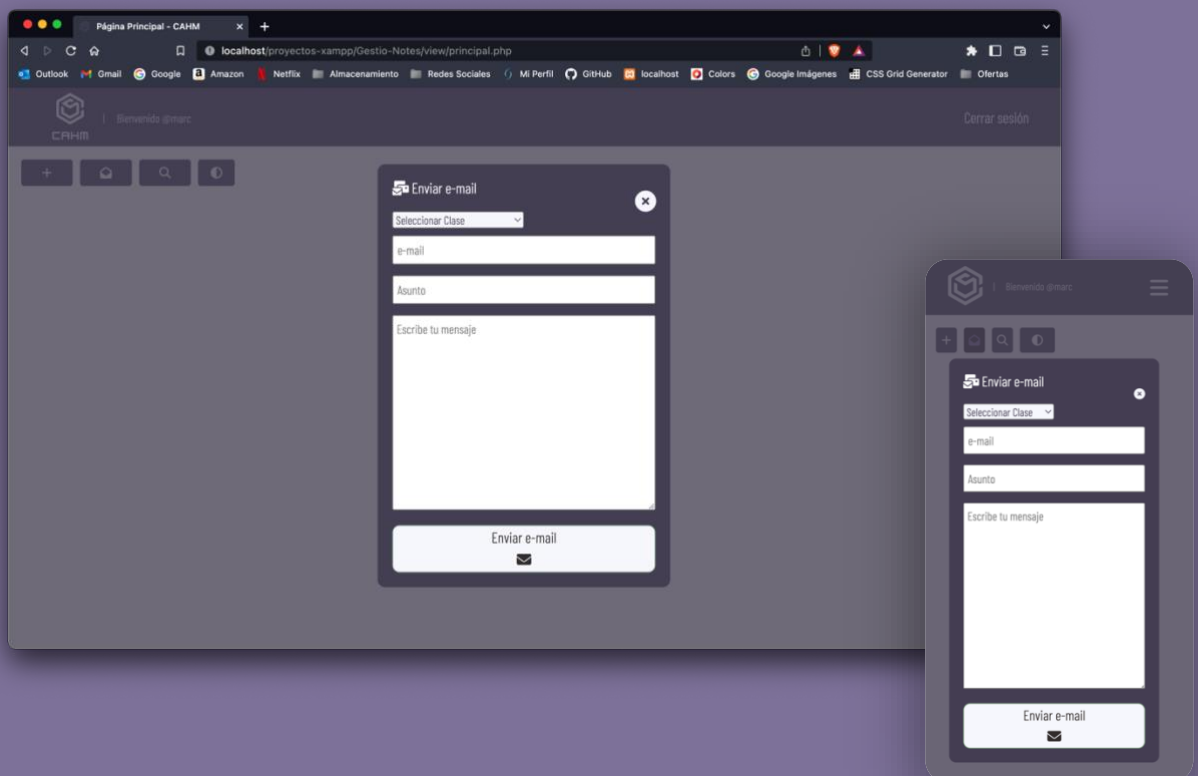 Página Principal - CAHM
localhost/proyectos-xampp/Gestio-Notes/view/principal.php
Outlook Gmail Google Amazon Netflix Almacenamiento Redes Sociales Mi Perfil GitHub localhost Colors Google Imágenes CSS Grid Generator Ofertas
CAHM | Bienvenido @marc Cerrar sesión
Enviar e-mail
Seleccionar Clase
e-mail
Asunto
Escribe tu mensaje
Enviar e-mail
| Bienvenido @marc
Enviar e-mail
Seleccionar Clase
e-mail
Asunto
Escribe tu mensaje
Enviar e-mail